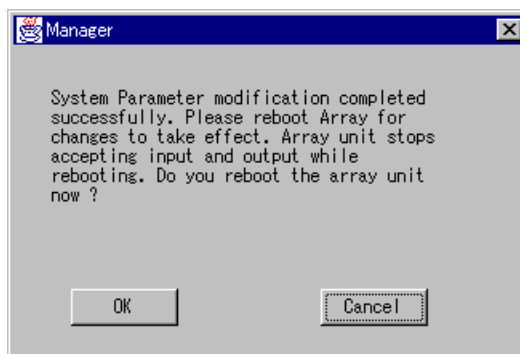 Manager
System Parameter modification completed
successfully. Please reboot Array for
changes to take effect. Array unit stops
accepting input and output while
rebooting. Do you reboot the array unit
now ?
OK
Cancel